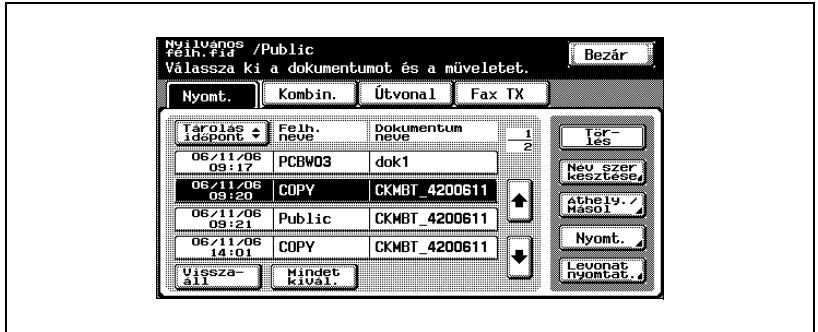 Nyilvános felh.fió /Public
Bezár
Válassza ki a dokumentumot és a műveletet.
Nyomt. Kombin. Útvonal Fax TX
Tárolás időpont Felh. neve Dokumentum neve 1/2
06/11/06 09:17 PCBW03 dok1
06/11/06 09:20 COPY CKMBT_4200611
06/11/06 09:21 Public CKMBT_4200611
06/11/06 14:01 COPY CKMBT_4200611
Vissza-áll Mindet kivál.
Tör-lés
Név szer kesztése
Áthely./Másol
Nyomt.
Levonat nyomtat.